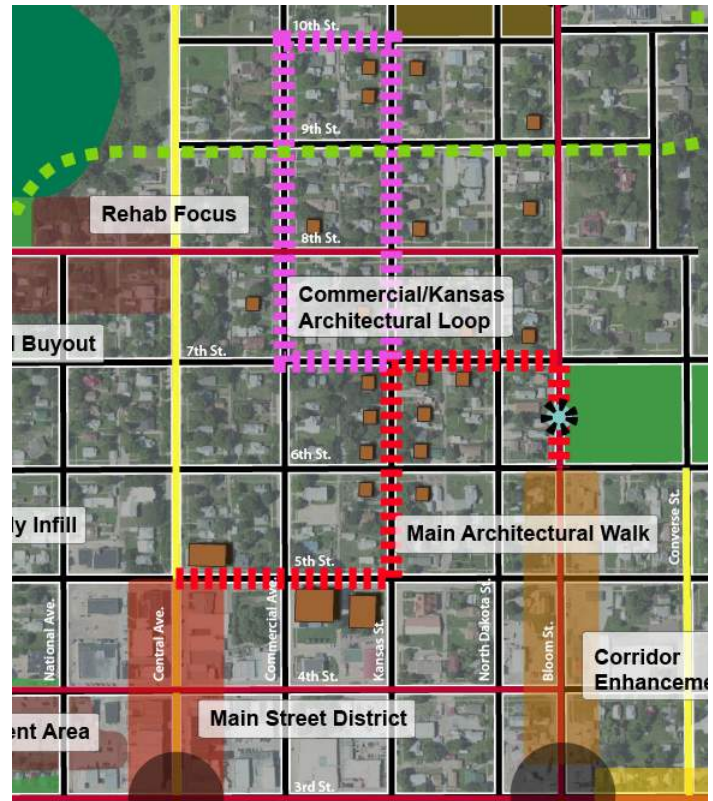 10th St.
9th St.
Rehab Focus
8th St.
Commercial/Kansas
Architectural Loop
7th St.
l Buyout
6th St.
ly Infill
Main Architectural Walk
5th St.
Converse St.
National Ave.
Central Ave.
Commercial Ave.
Kansas St.
North Dakota St.
Bloom St.
4th St.
Corridor
Enhanceme
Main Street District
ent Area
3rd St.